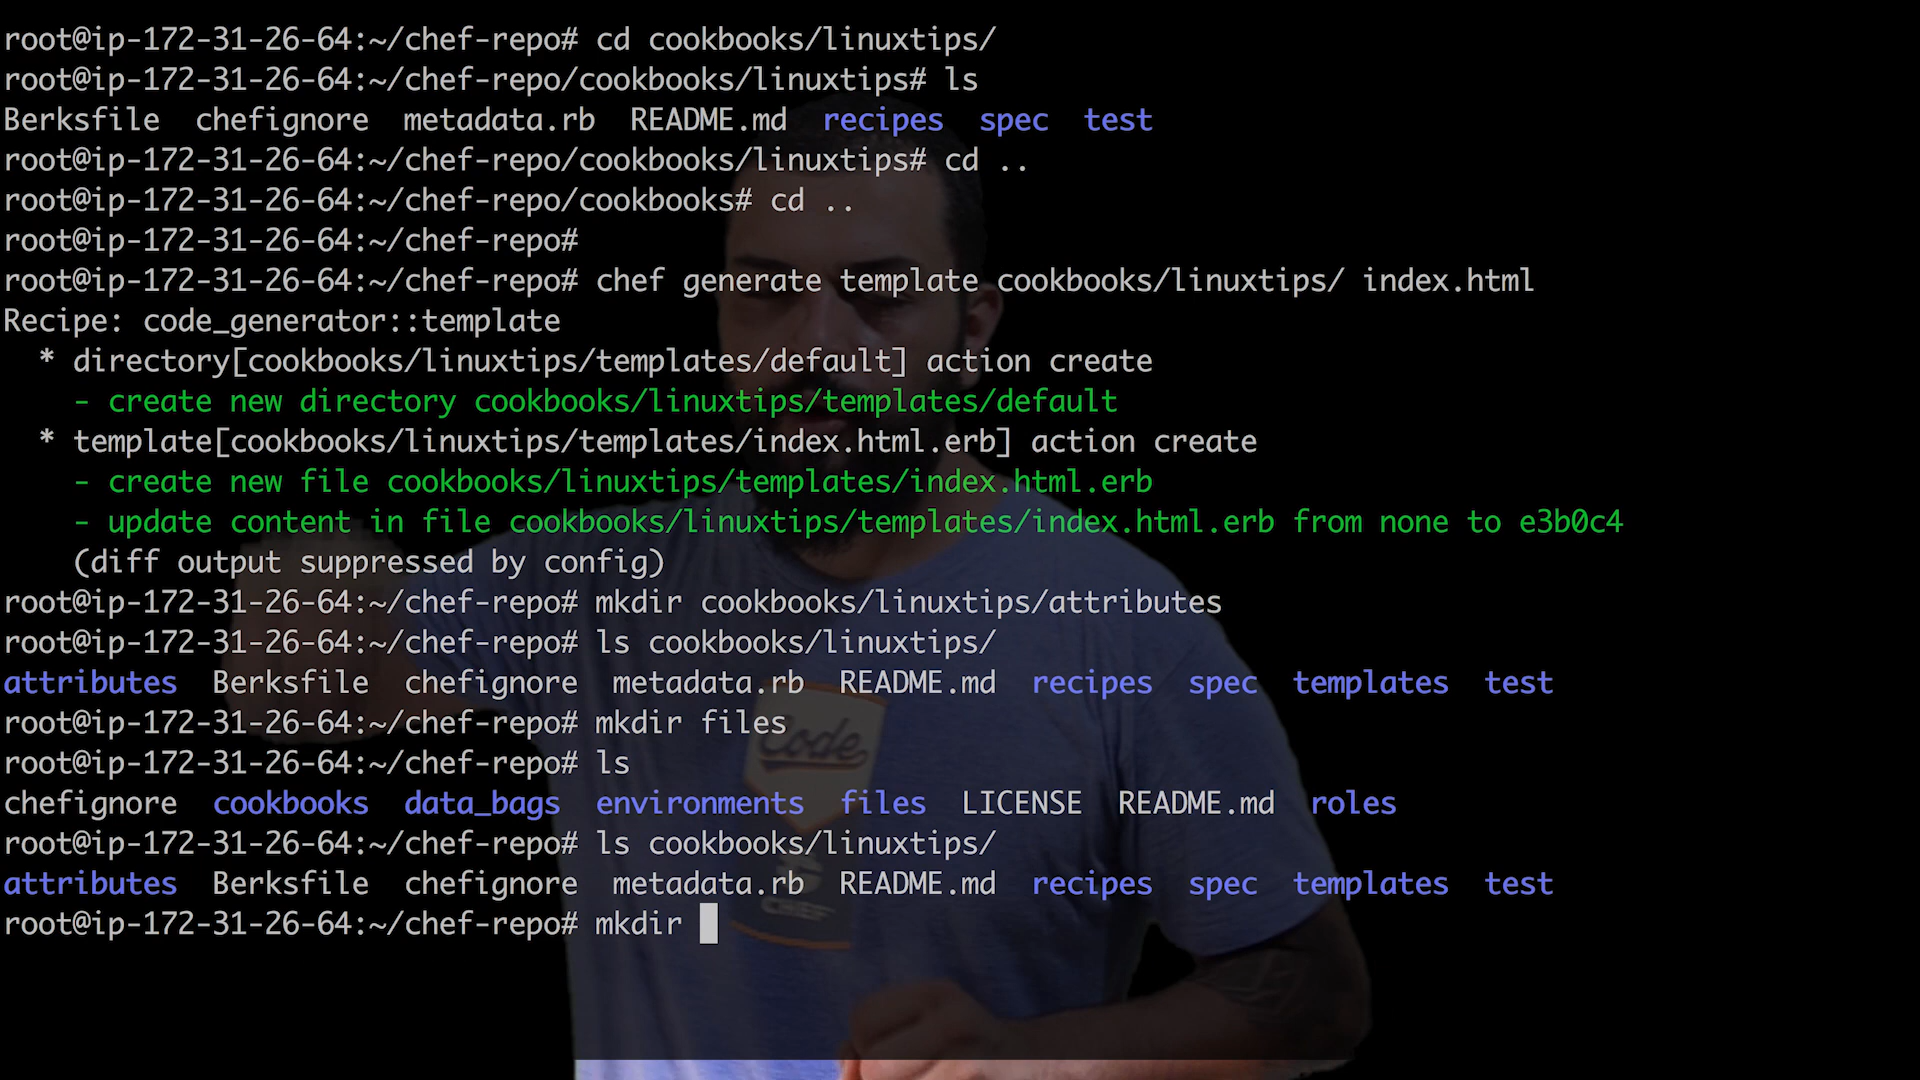 root@ip-172-31-26-64:~/chef-repo# cd cookbooks/linuxtips/
root@ip-172-31-26-64:~/chef-repo/cookbooks/linuxtips# ls
Berksfile  chefignore  metadata.rb  README.md  recipes  spec  test
root@ip-172-31-26-64:~/chef-repo/cookbooks/linuxtips# cd ..
root@ip-172-31-26-64:~/chef-repo/cookbooks# cd ..
root@ip-172-31-26-64:~/chef-repo#
root@ip-172-31-26-64:~/chef-repo# chef generate template cookbooks/linuxtips/ index.html
Recipe: code_generator::template
  * directory[cookbooks/linuxtips/templates/default] action create
    - create new directory cookbooks/linuxtips/templates/default
  * template[cookbooks/linuxtips/templates/index.html.erb] action create
    - create new file cookbooks/linuxtips/templates/index.html.erb
    - update content in file cookbooks/linuxtips/templates/index.html.erb from none to e3b0c4
    (diff output suppressed by config)
root@ip-172-31-26-64:~/chef-repo# mkdir cookbooks/linuxtips/attributes
root@ip-172-31-26-64:~/chef-repo# ls cookbooks/linuxtips/
attributes  Berksfile  chefignore  metadata.rb  README.md  recipes  spec  templates  test
root@ip-172-31-26-64:~/chef-repo# mkdir files
Code
root@ip-172-31-26-64:~/chef-repo# ls
chefignore  cookbooks  data_bags  environments  files  LICENSE  README.md  roles
root@ip-172-31-26-64:~/chef-repo# ls cookbooks/linuxtips/
attributes  Berksfile  chefignore  metadata.rb  README.md  recipes  spec  templates  test
CHEF
root@ip-172-31-26-64:~/chef-repo# mkdir